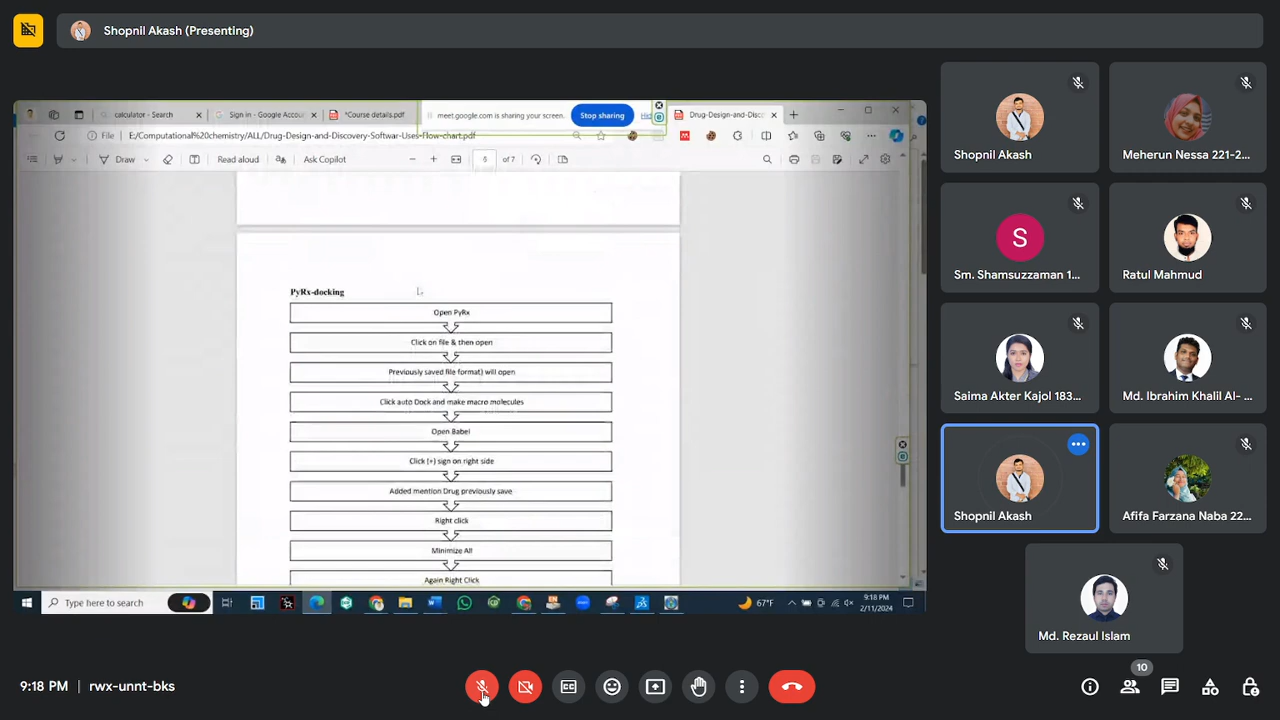 Shopnil Akash (Presenting)
calculator - Search
Sign in - Google Accou
*Course details.pdf
meet.google.com is sharing your screen.
Stop sharing
Drug-Design-and-Disco
File
E:/Computational%20chemistry/ALL/Drug-Design-and-Discovery-Softwar-Uses-Flow-chart.pdf
Draw
Read aloud
Ask Copilot
6
of 7
PyRx-docking
Open PyRx
Click on file & then open
Previously saved file format) will open
Click auto Dock and make macro molecules
Open Babel
Click (+) sign on right side
Added mention Drug previously save
Right click
Minimize All
Again Right Click
Type here to search
67°F
9:18 PM
2/11/2024
Shopnil Akash
Meherun Nessa 221-2...
S
Sm. Shamsuzzaman 1...
Ratul Mahmud
Saima Akter Kajol 183...
Md. Ibrahim Khalil Al- ...
Shopnil Akash
Afifa Farzana Naba 22...
Md. Rezaul Islam
9:18 PM
rwx-unnt-bks
10